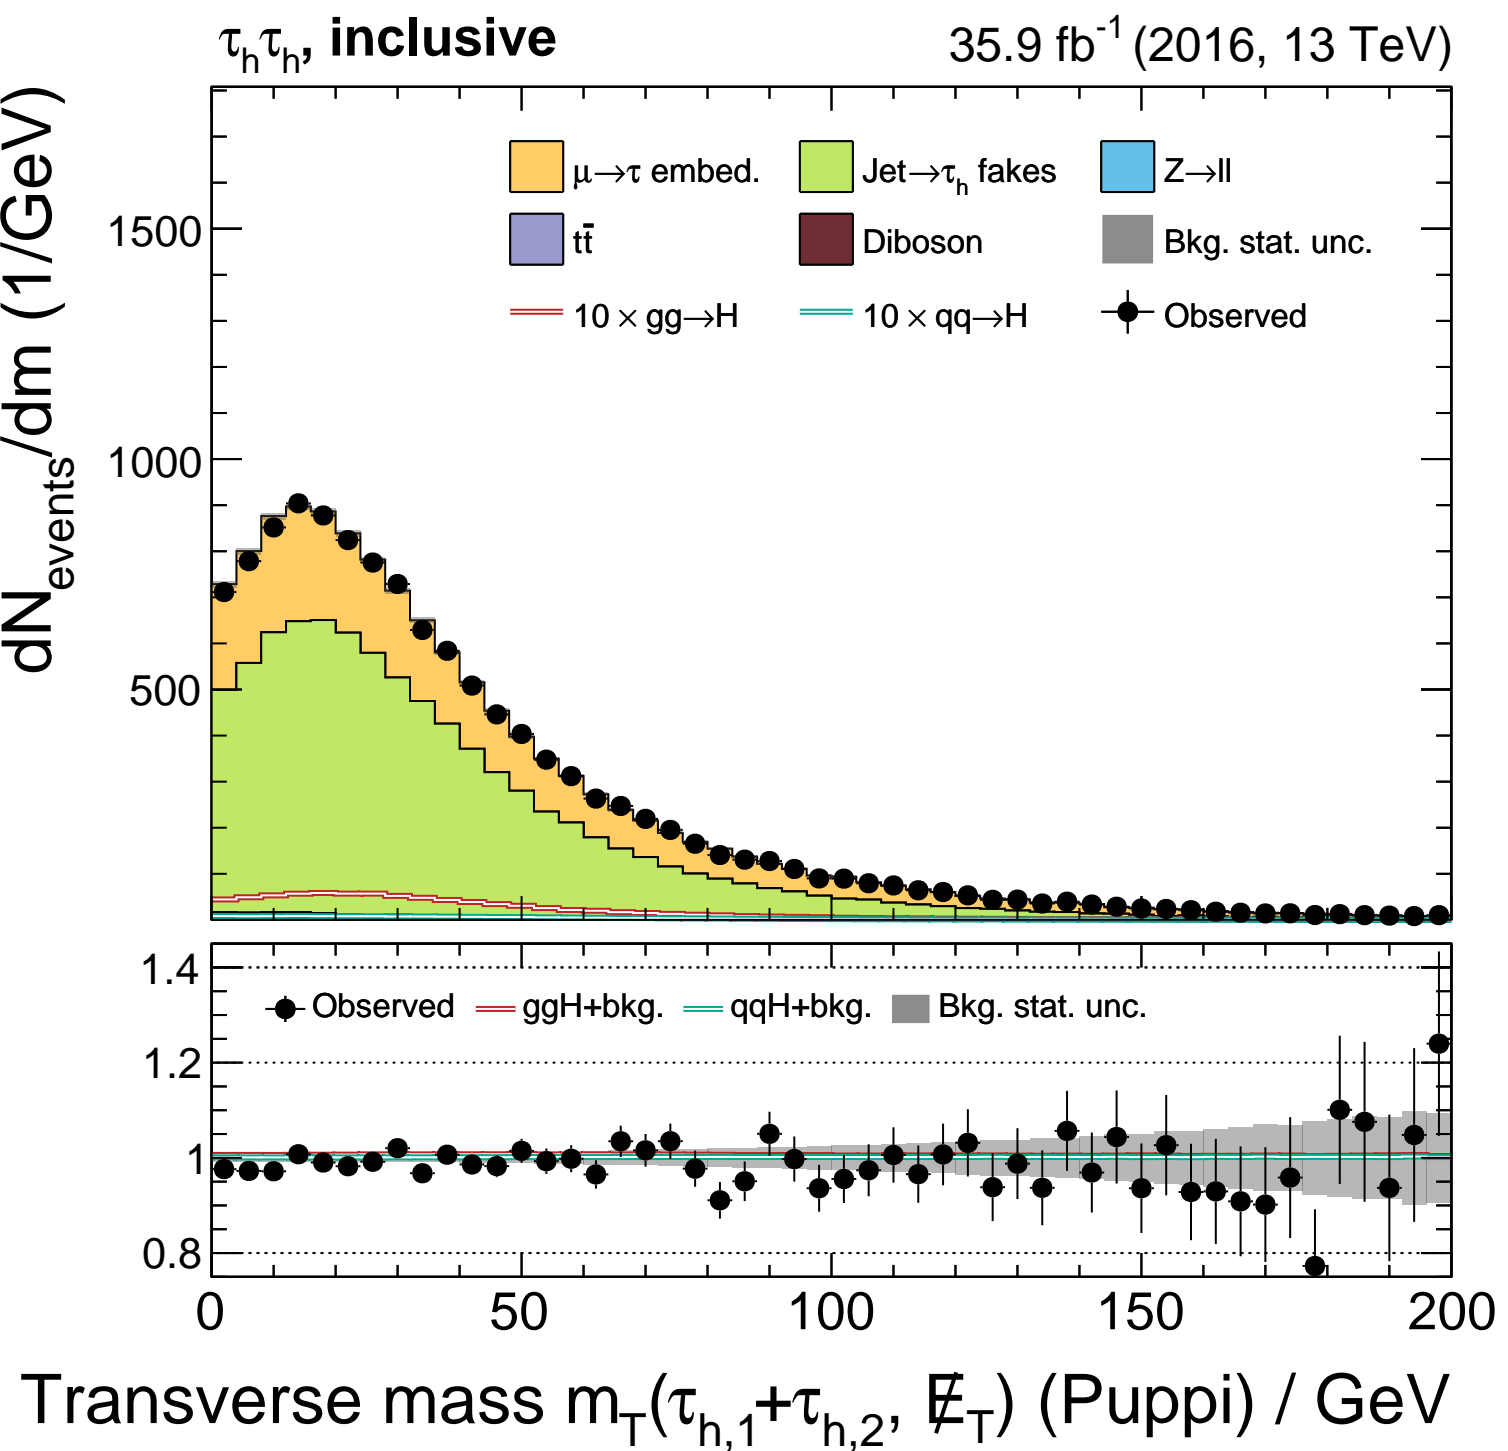 τhτh, inclusive 35.9 fb-1 (2016, 13 TeV)
dNevents/dm (1/GeV)
μ→τ embed. Jet→τh fakes Z→ll
tt̄ Diboson Bkg. stat. unc.
10 × gg→H 10 × qq→H Observed
1500
1000
500
1.4
Observed ggH+bkg. qqH+bkg. Bkg. stat. unc.
1.2
1
0.8
0 50 100 150 200
Transverse mass mT(τh,1+τh,2, E̸T) (Puppi) / GeV